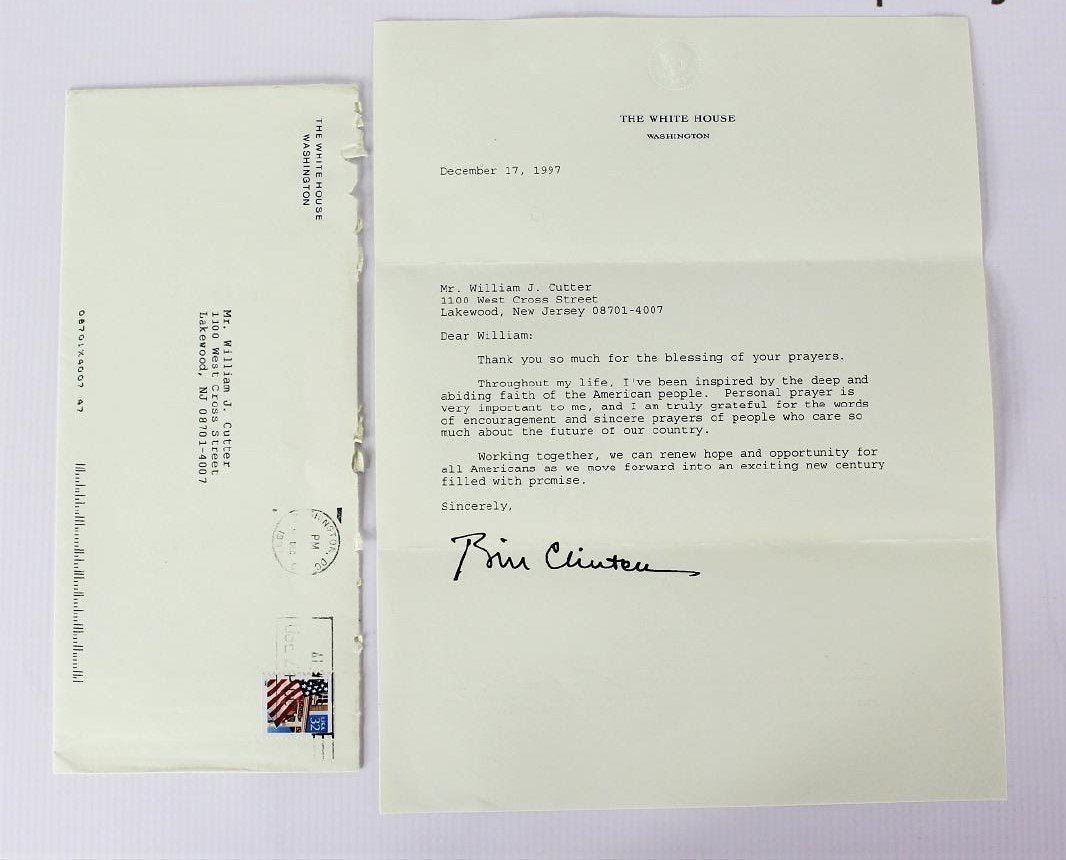 THE WHITE HOUSE
WASHINGTON
Mr. William J. Cutter
1100 West Cross Street
Lakewood, NJ 08701-4007
08701X4007 47
PM
USA
32
THE WHITE HOUSE
WASHINGTON
December 17, 1997
Mr. William J. Cutter
1100 West Cross Street
Lakewood, New Jersey 08701-4007
Dear William:
Thank you so much for the blessing of your prayers.
Throughout my life, I've been inspired by the deep and
abiding faith of the American people. Personal prayer is
very important to me, and I am truly grateful for the words
of encouragement and sincere prayers of people who care so
much about the future of our country.
Working together, we can renew hope and opportunity for
all Americans as we move forward into an exciting new century
filled with promise.
Sincerely,
Bill Clinton